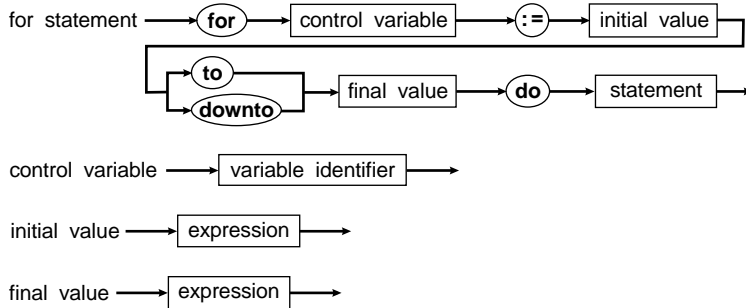 for statement for control variable := initial value
to
downto final value do statement
control variable variable identifier
initial value expression
final value expression